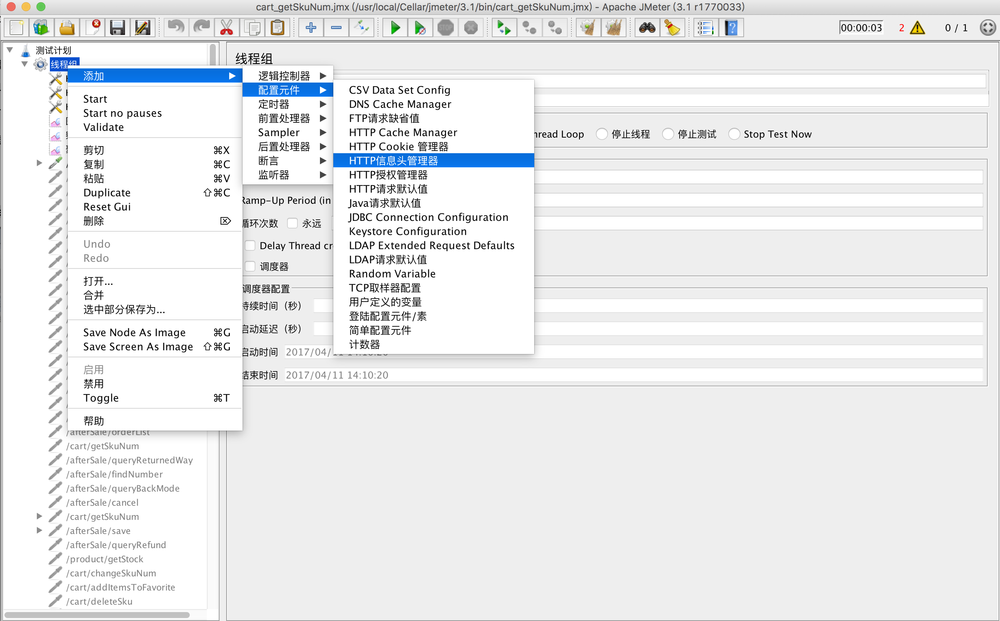 cart_getSkuNum.jmx (/usr/local/Cellar/jmeter/3.1/bin/cart_getSkuNum.jmx) - Apache JMeter (3.1 r1770033)
STOP
?
00:00:03
2
0 / 1
测试计划
线程组
线程组
添加
Start
Start no pauses
Validate
剪切 ⌘X
复制 ⌘C
粘贴 ⌘V
Duplicate ⇧⌘C
Reset Gui
删除 ⌦
Undo
Redo
打开...
合并
选中部分保存为...
Save Node As Image ⌘G
Save Screen As Image ⇧⌘G
启用
禁用
Toggle ⌘T
帮助
逻辑控制器
配置元件
定时器
前置处理器
Sampler
后置处理器
断言
监听器
CSV Data Set Config
DNS Cache Manager
FTP请求缺省值
HTTP Cache Manager
HTTP Cookie 管理器
HTTP信息头管理器
HTTP授权管理器
HTTP请求默认值
Java请求默认值
JDBC Connection Configuration
Keystore Configuration
LDAP Extended Request Defaults
LDAP请求默认值
Random Variable
TCP取样器配置
用户定义的变量
登陆配置元件/素
简单配置元件
计数器
hread Loop
停止线程
停止测试
Stop Test Now
Ramp-Up Period (in
循环次数
永远
Delay Thread cr
调度器
调度器配置
持续时间（秒）
启动延迟（秒）
启动时间
2017/04/11 14:10:20
结束时间
2017/04/11 14:10:20
/afterSale/orderList
/cart/getSkuNum
/afterSale/queryReturnedWay
/afterSale/findNumber
/afterSale/queryBackMode
/afterSale/cancel
/cart/getSkuNum
/afterSale/save
/afterSale/queryRefund
/product/getStock
/cart/changeSkuNum
/cart/addItemsToFavorite
/cart/deleteSku